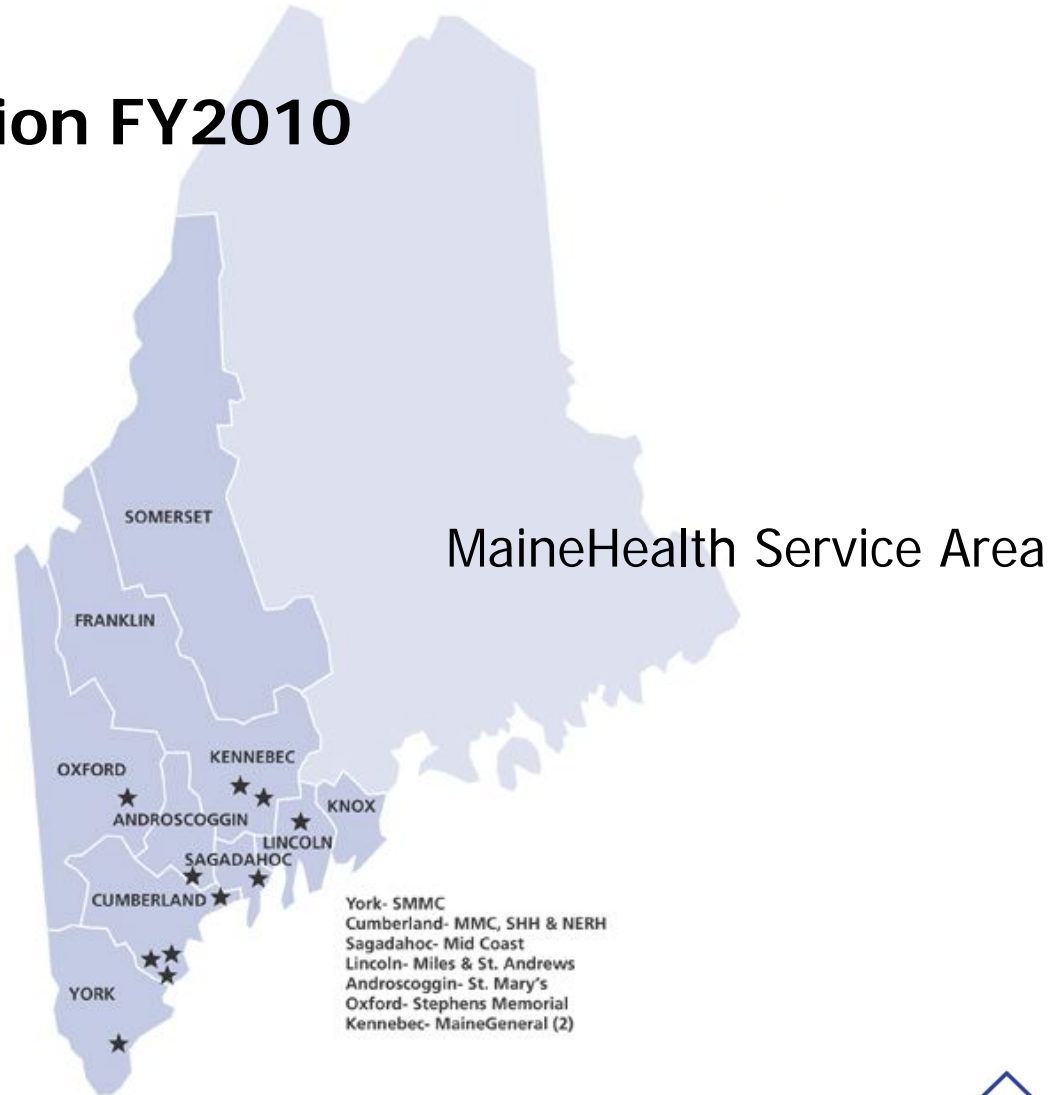 ion FY2010
SOMERSET
MaineHealth Service Area
FRANKLIN
KENNEBEC
OXFORD
KNOX
ANDROSCOGGIN
LINCOLN
SAGADAHOC
CUMBERLAND
York- SMMC
Cumberland- MMC, SHH & NERH
Sagadahoc- Mid Coast
Lincoln- Miles & St. Andrews
Androscoggin- St. Mary's
Oxford- Stephens Memorial
Kennebec- MaineGeneral (2)
YORK